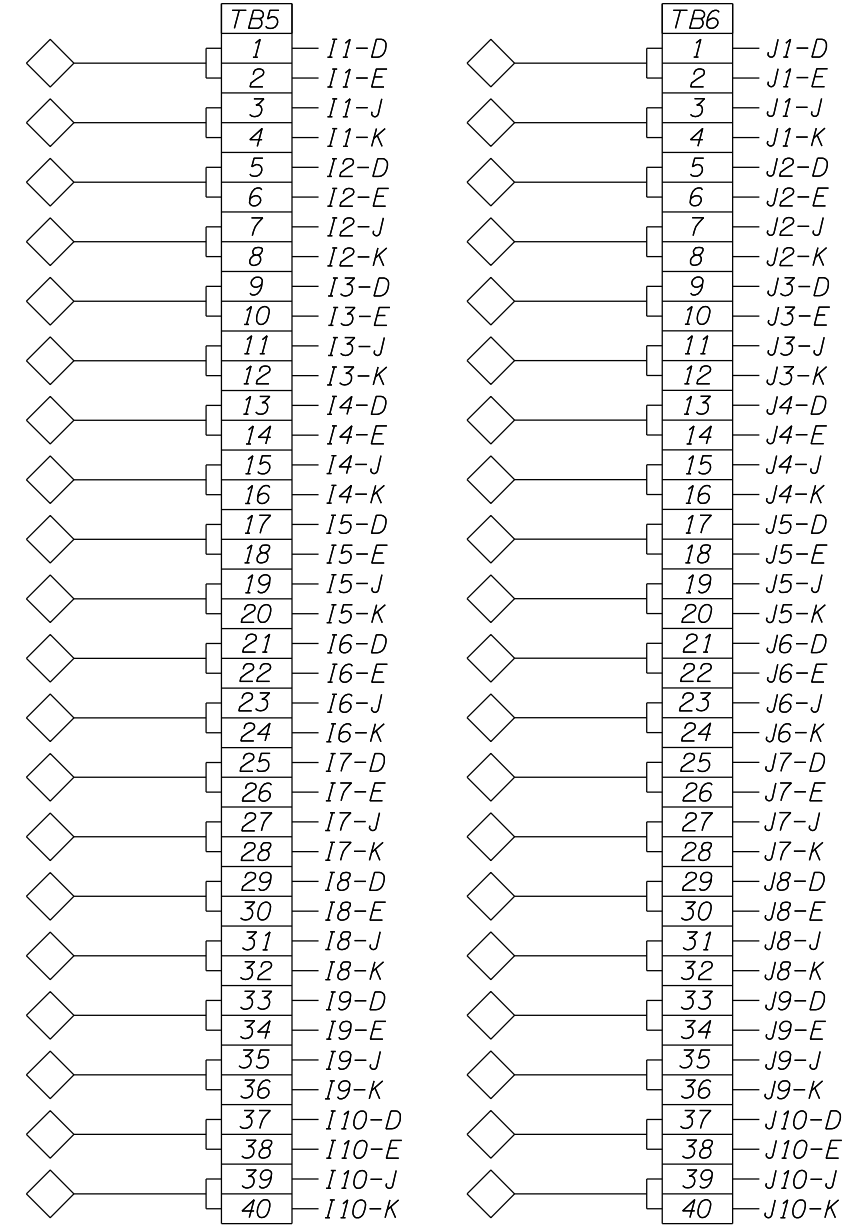 TB5
1 I1-D
2 I1-E
3 I1-J
4 I1-K
5 I2-D
6 I2-E
7 I2-J
8 I2-K
9 I3-D
10 I3-E
11 I3-J
12 I3-K
13 I4-D
14 I4-E
15 I4-J
16 I4-K
17 I5-D
18 I5-E
19 I5-J
20 I5-K
21 I6-D
22 I6-E
23 I6-J
24 I6-K
25 I7-D
26 I7-E
27 I7-J
28 I7-K
29 I8-D
30 I8-E
31 I8-J
32 I8-K
33 I9-D
34 I9-E
35 I9-J
36 I9-K
37 I10-D
38 I10-E
39 I10-J
40 I10-K
TB6
1 J1-D
2 J1-E
3 J1-J
4 J1-K
5 J2-D
6 J2-E
7 J2-J
8 J2-K
9 J3-D
10 J3-E
11 J3-J
12 J3-K
13 J4-D
14 J4-E
15 J4-J
16 J4-K
17 J5-D
18 J5-E
19 J5-J
20 J5-K
21 J6-D
22 J6-E
23 J6-J
24 J6-K
25 J7-D
26 J7-E
27 J7-J
28 J7-K
29 J8-D
30 J8-E
31 J8-J
32 J8-K
33 J9-D
34 J9-E
35 J9-J
36 J9-K
37 J10-D
38 J10-E
39 J10-J
40 J10-K